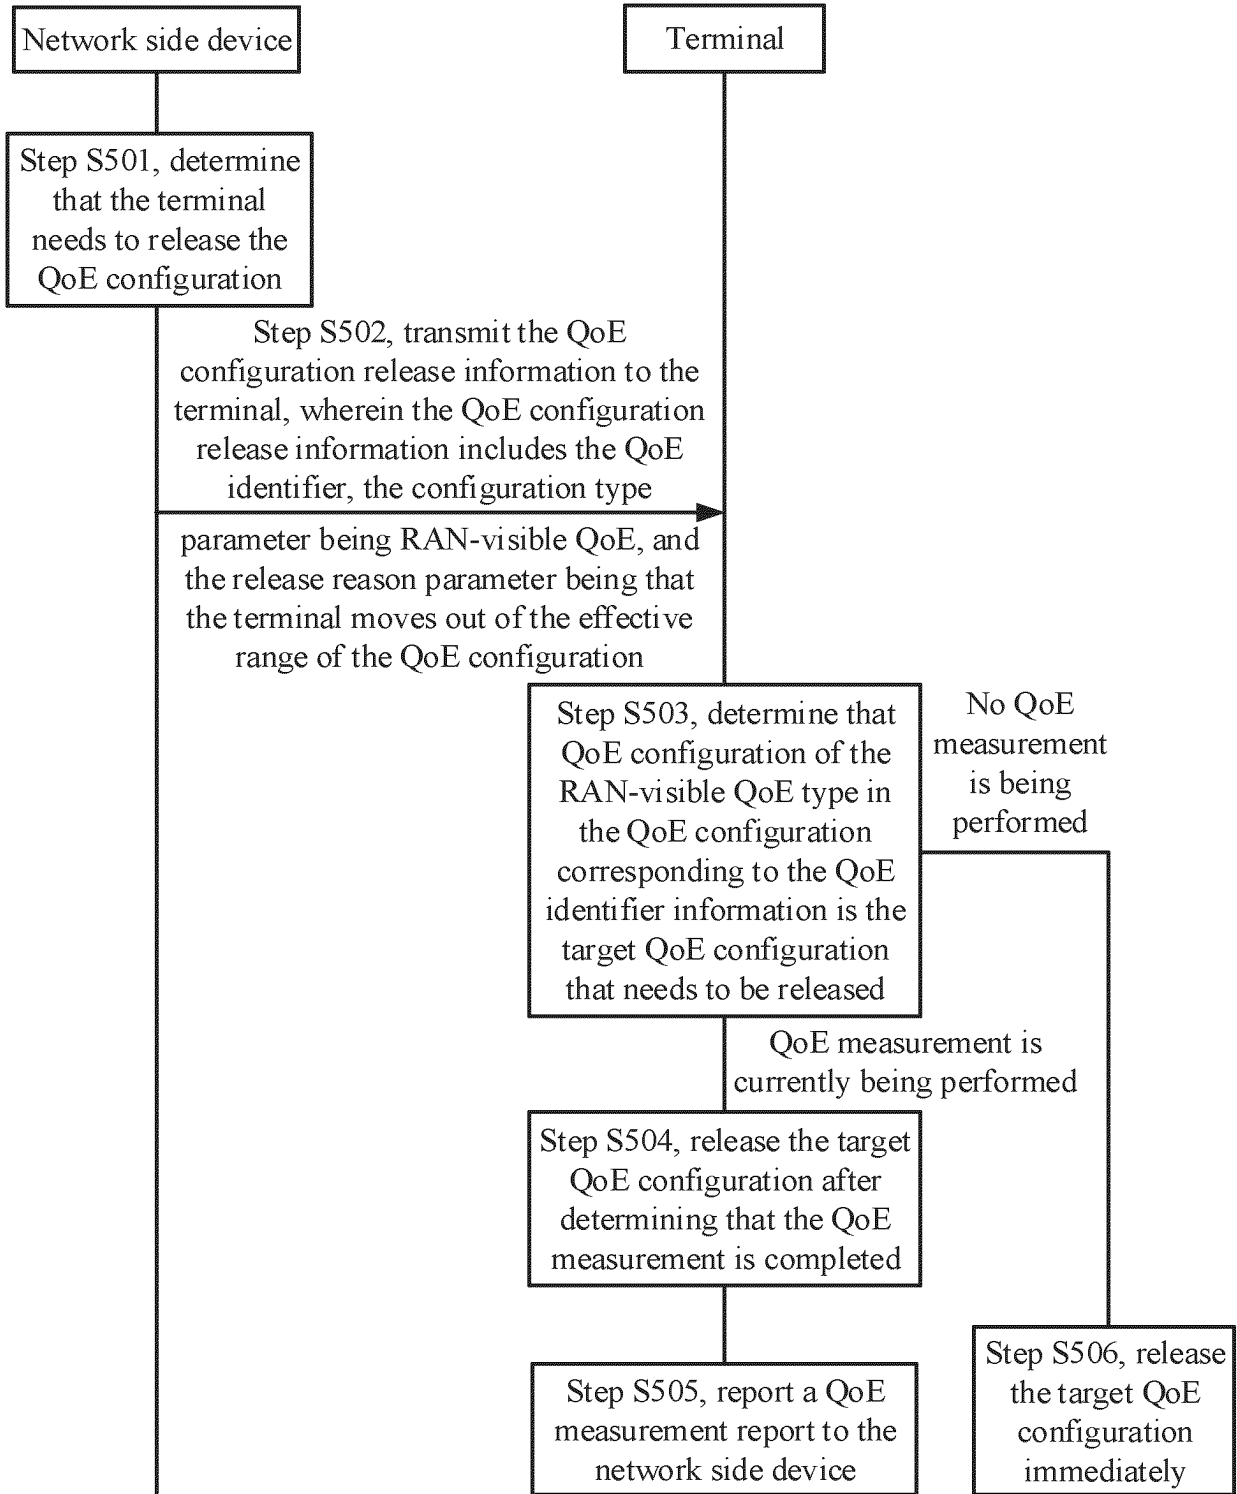 Network side device
Terminal
Step S501, determine
that the terminal
needs to release the
QoE configuration
Step S502, transmit the QoE
configuration release information to the
terminal, wherein the QoE configuration
release information includes the QoE
identifier, the configuration type
parameter being RAN-visible QoE, and
the release reason parameter being that
the terminal moves out of the effective
range of the QoE configuration
Step S503, determine that
QoE configuration of the
RAN-visible QoE type in
the QoE configuration
corresponding to the QoE
identifier information is the
target QoE configuration
that needs to be released
No QoE
measurement
is being
performed
QoE measurement is
currently being performed
Step S504, release the target
QoE configuration after
determining that the QoE
measurement is completed
Step S505, report a QoE
measurement report to the
network side device
Step S506, release
the target QoE
configuration
immediately